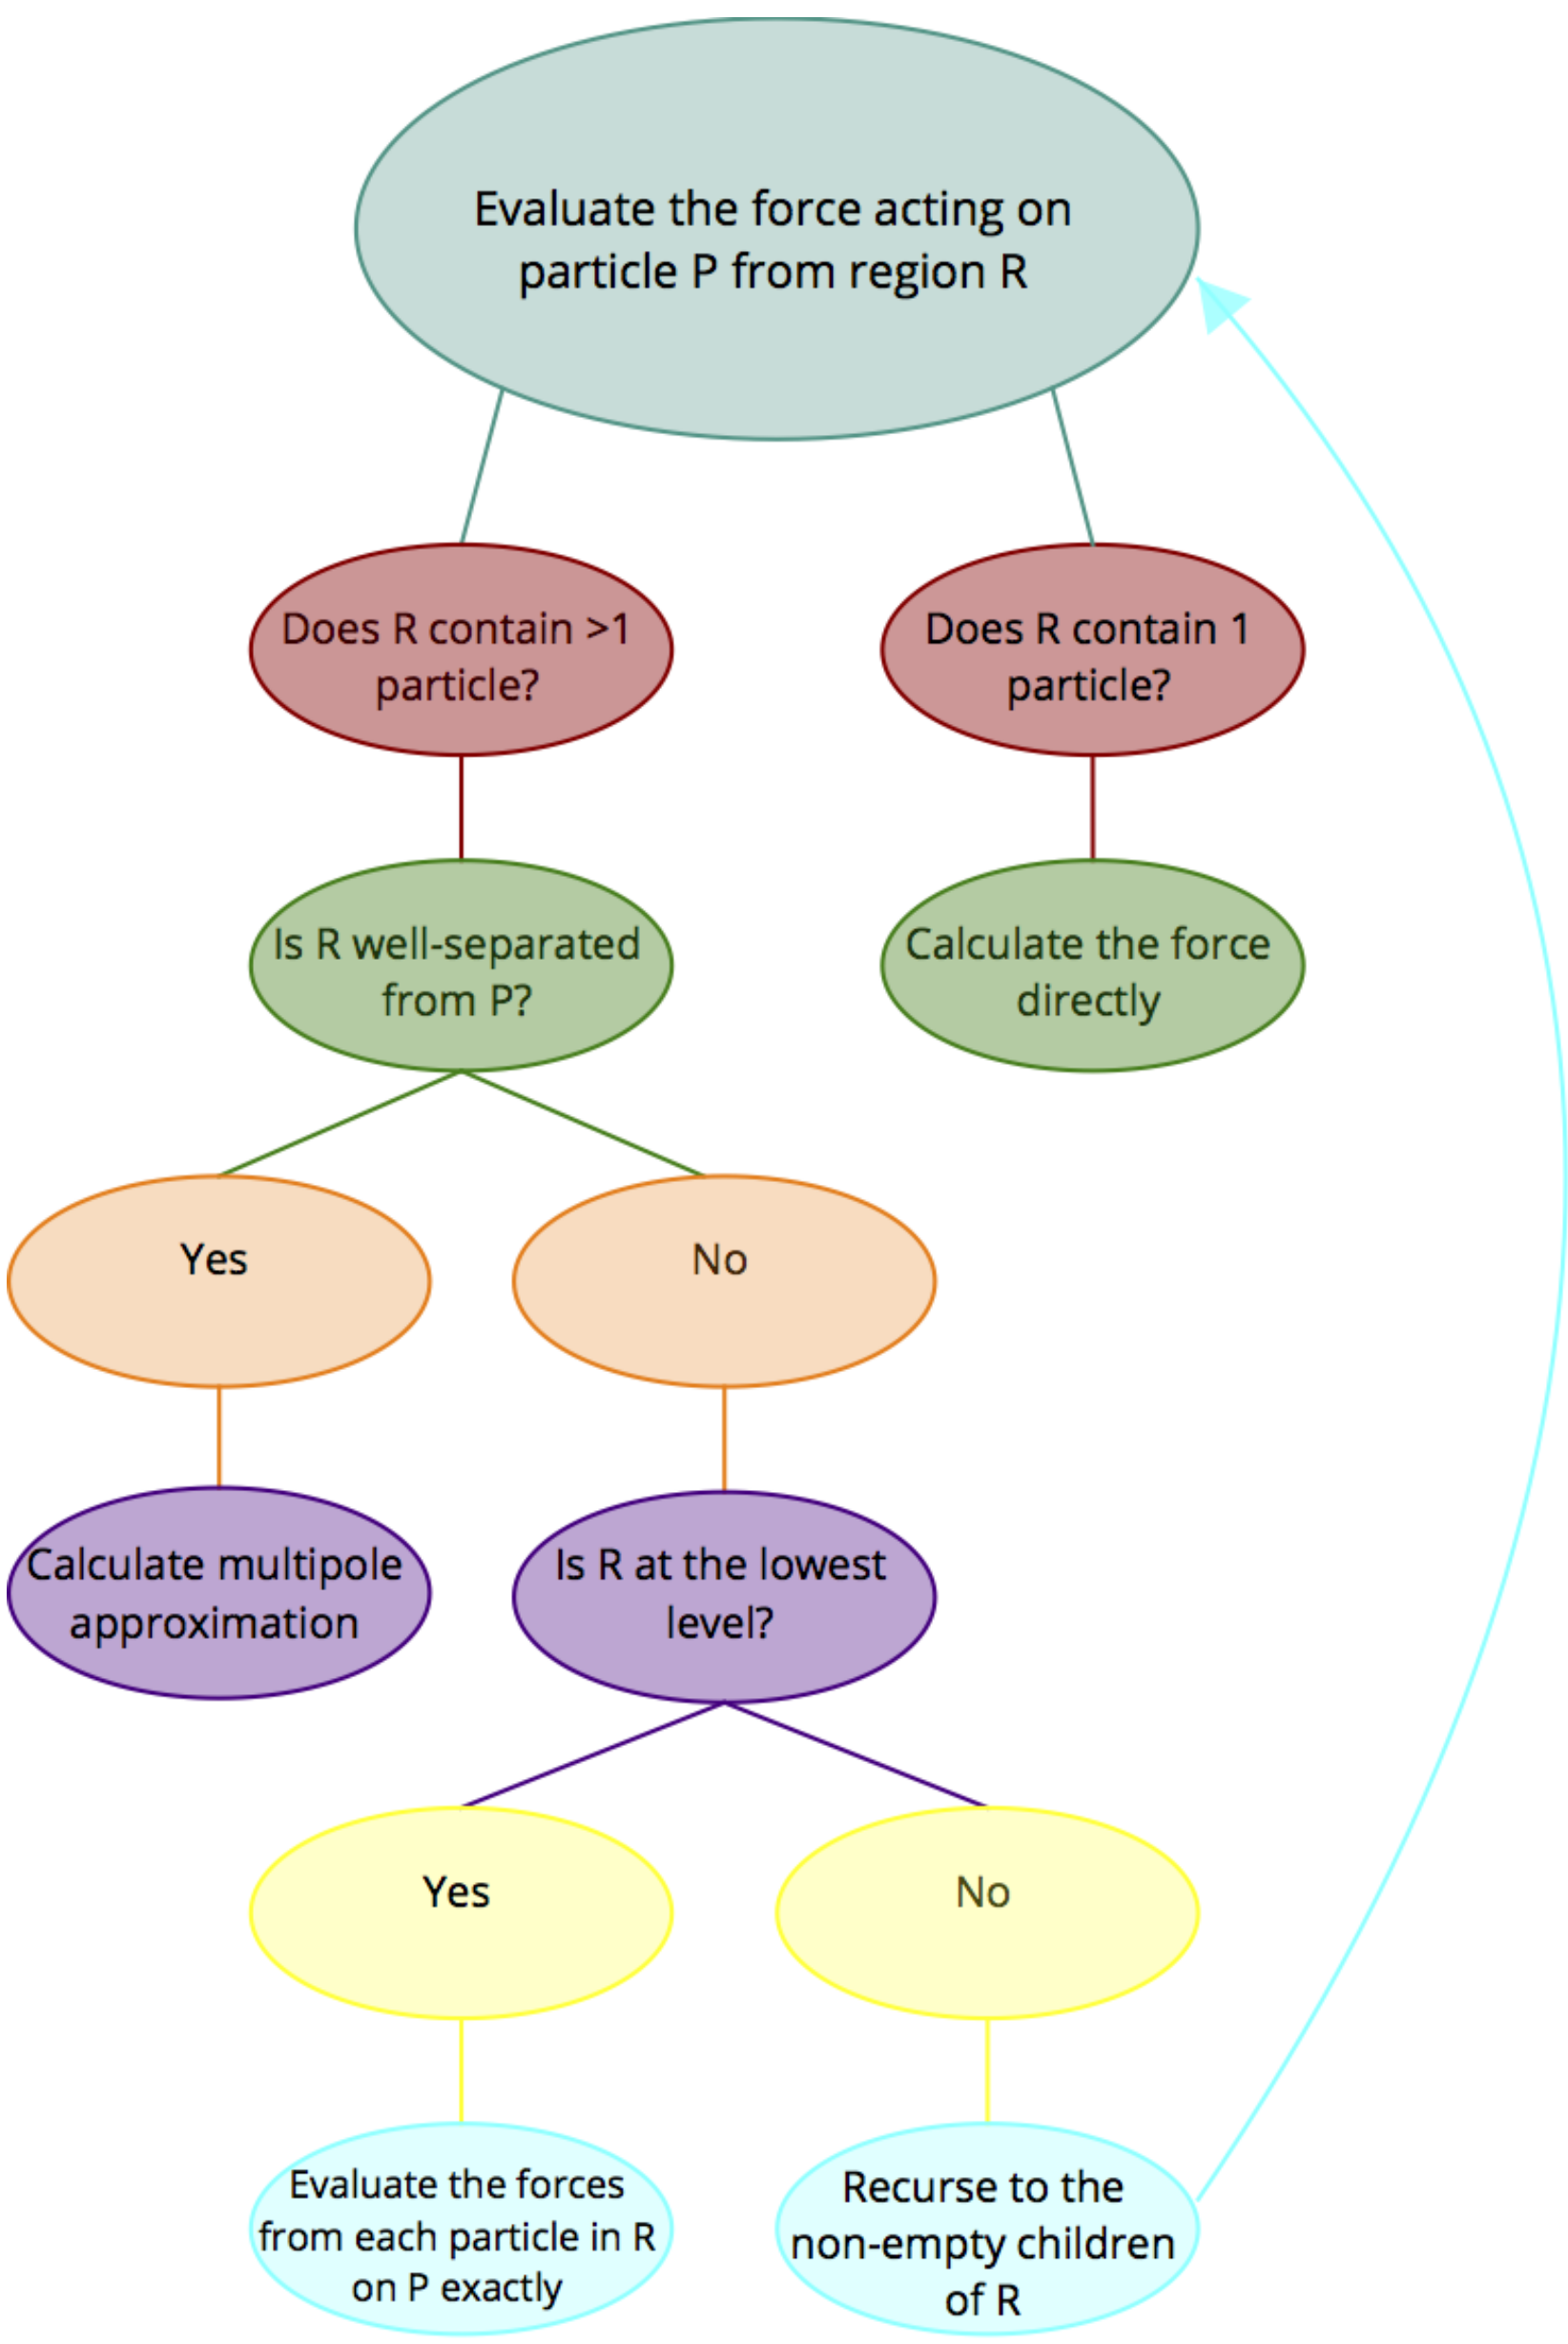 Evaluate the force acting on
particle P from region R
Does R contain >1
particle?
Does R contain 1
particle?
Is R well-separated
from P?
Calculate the force
directly
Yes
No
Calculate multipole
approximation
Is R at the lowest
level?
Yes
No
Evaluate the forces
from each particle in R
on P exactly
Recurse to the
non-empty children
of R